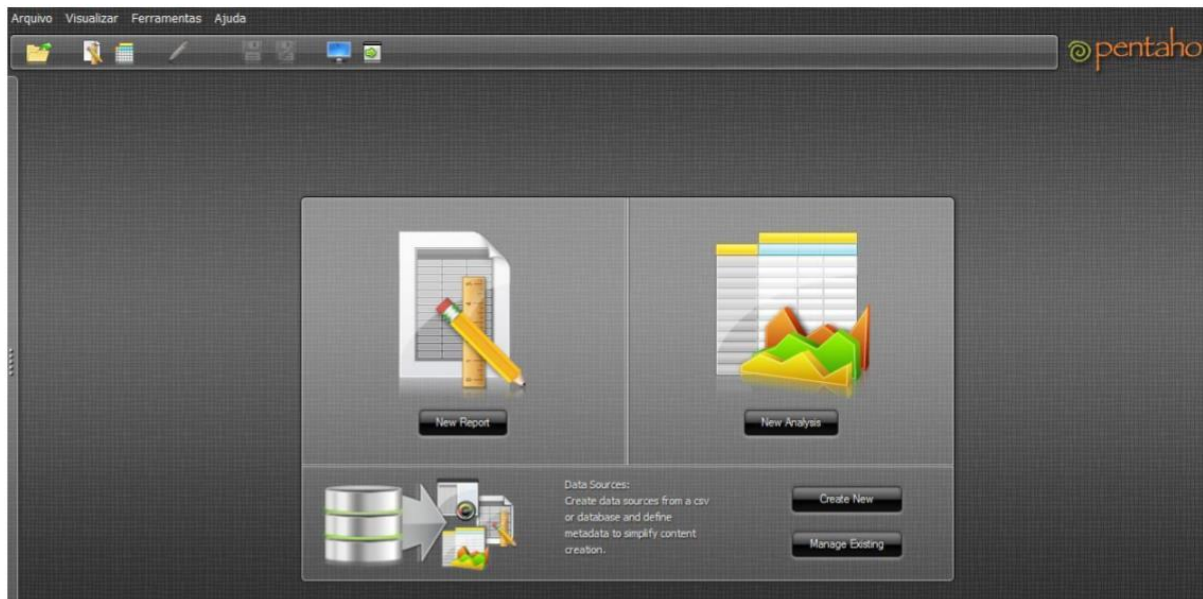 Arquivo Visualizar Ferramentas Ajuda
pentaho
New Report
New Analysis
Data Sources:
Create data sources from a csv
or database and define
metadata to simplify content
creation.
Create New
Manage Existing